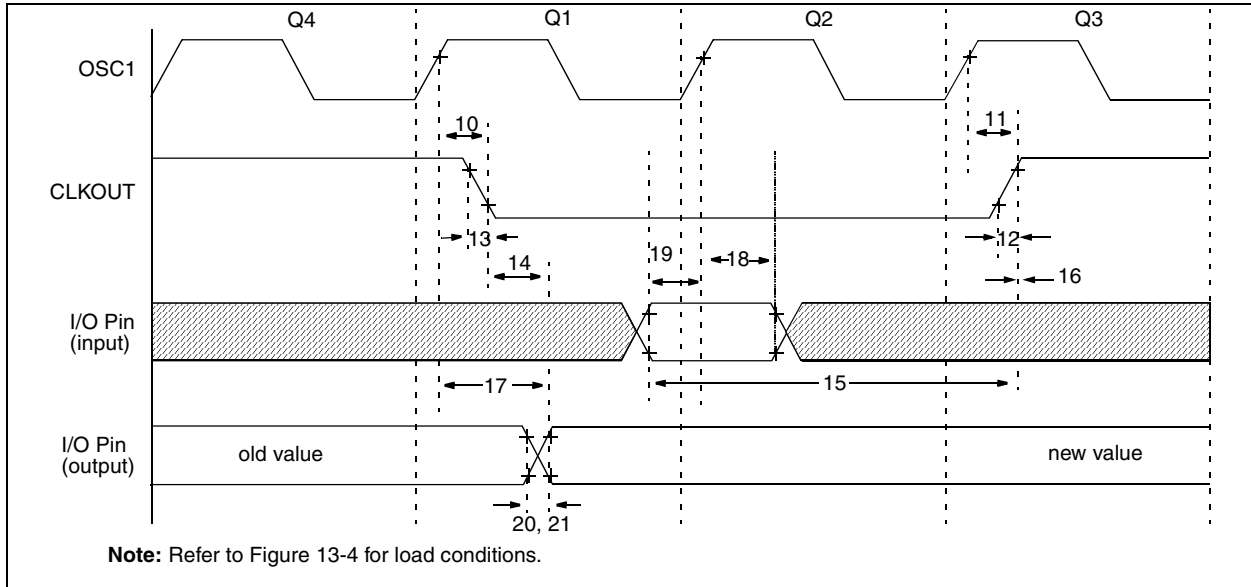 Q4 Q1 Q2 Q3
OSC1
10 11
CLKOUT
13 12
14 19 18 16
I/O Pin
(input)
17 15
I/O Pin
(output)
old value new value
20, 21
Note: Refer to Figure 13-4 for load conditions.